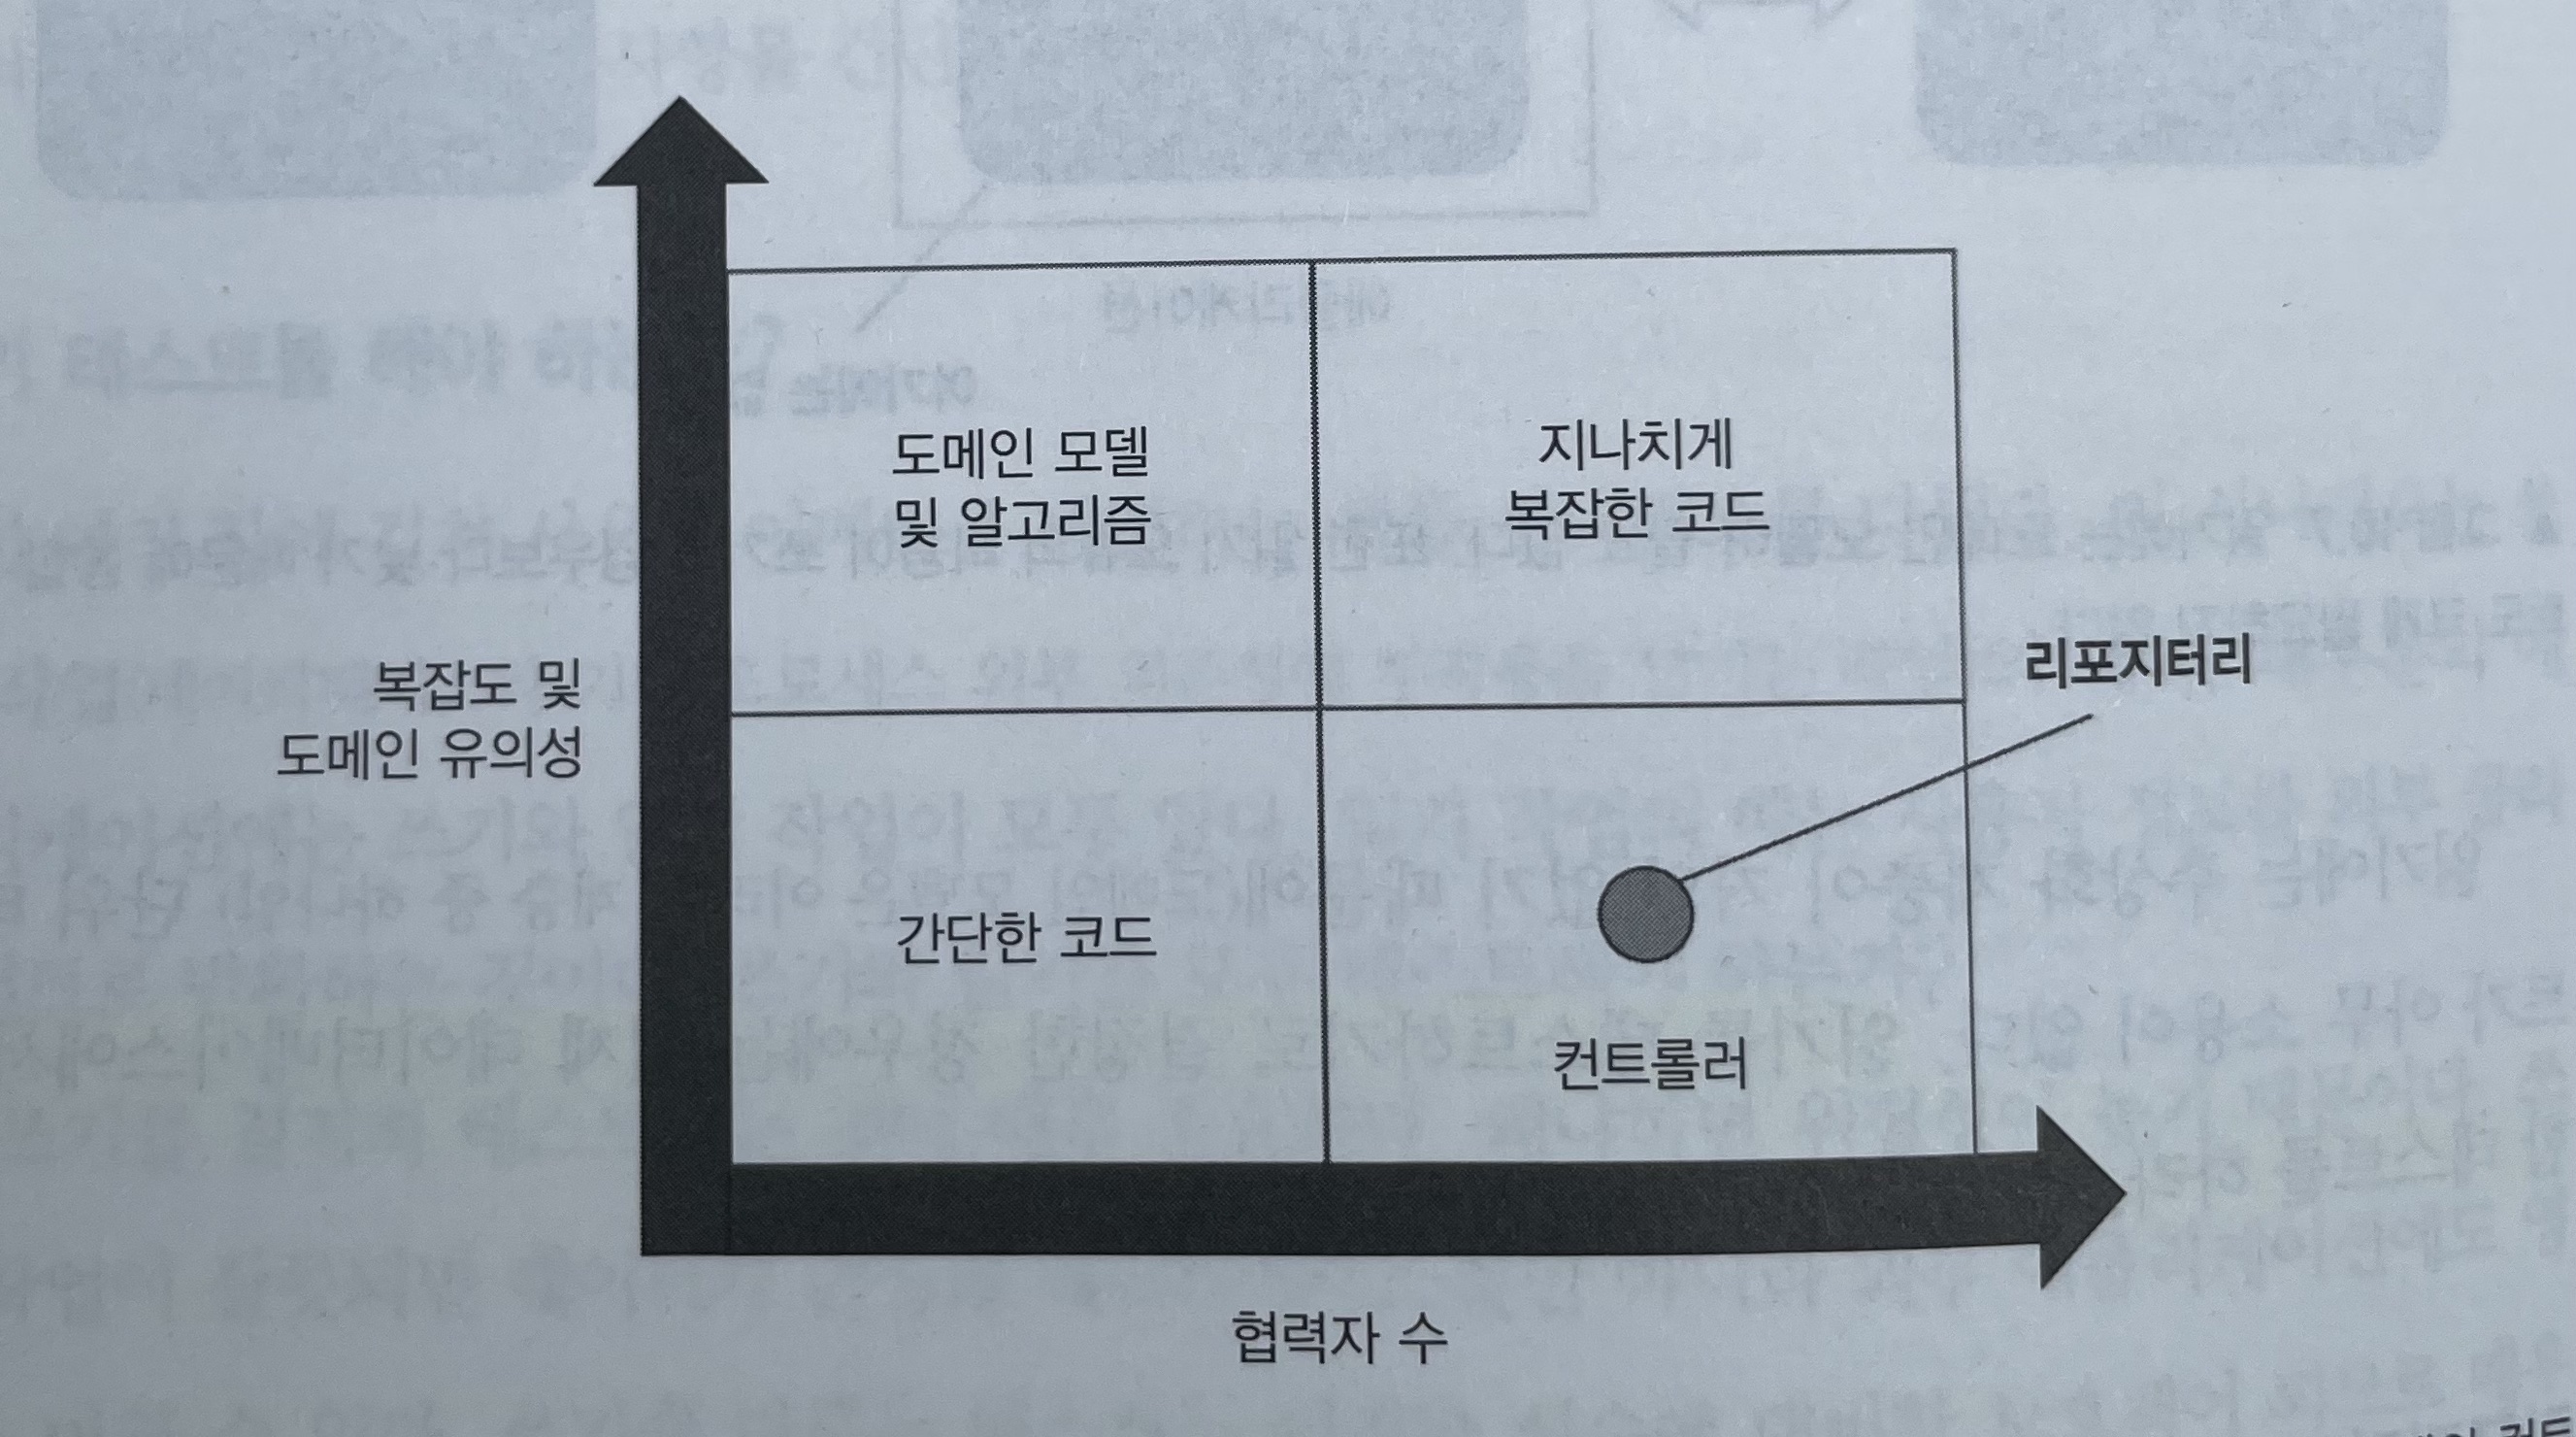 도메인 모델
및 알고리즘
지나치게
복잡한 코드
리포지터리
복잡도 및
도메인 유의성
간단한 코드
컨트롤러
협력자 수